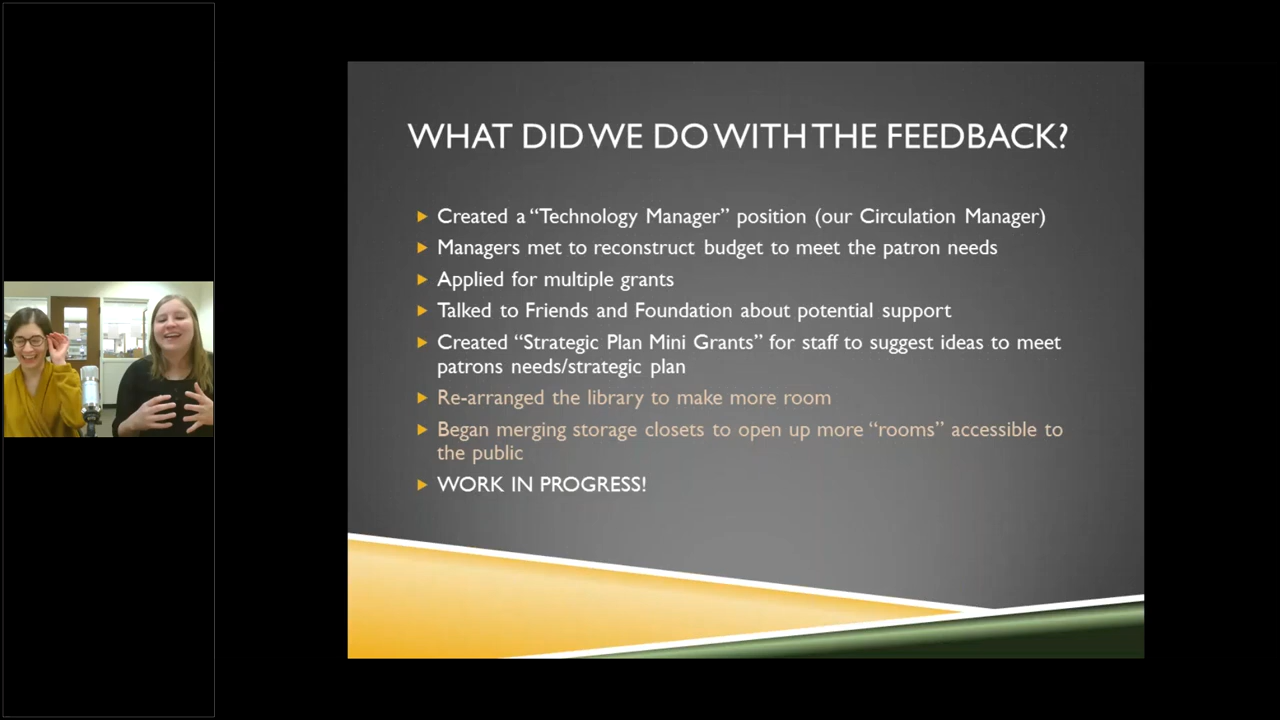 WHAT DID WE DO WITH THE FEEDBACK?
Created a “Technology Manager” position (our Circulation Manager)
Managers met to reconstruct budget to meet the patron needs
Applied for multiple grants
Talked to Friends and Foundation about potential support
Created “Strategic Plan Mini Grants” for staff to suggest ideas to meet
patrons needs/strategic plan
Re-arranged the library to make more room
Began merging storage closets to open up more “rooms” accessible to
the public
WORK IN PROGRESS!